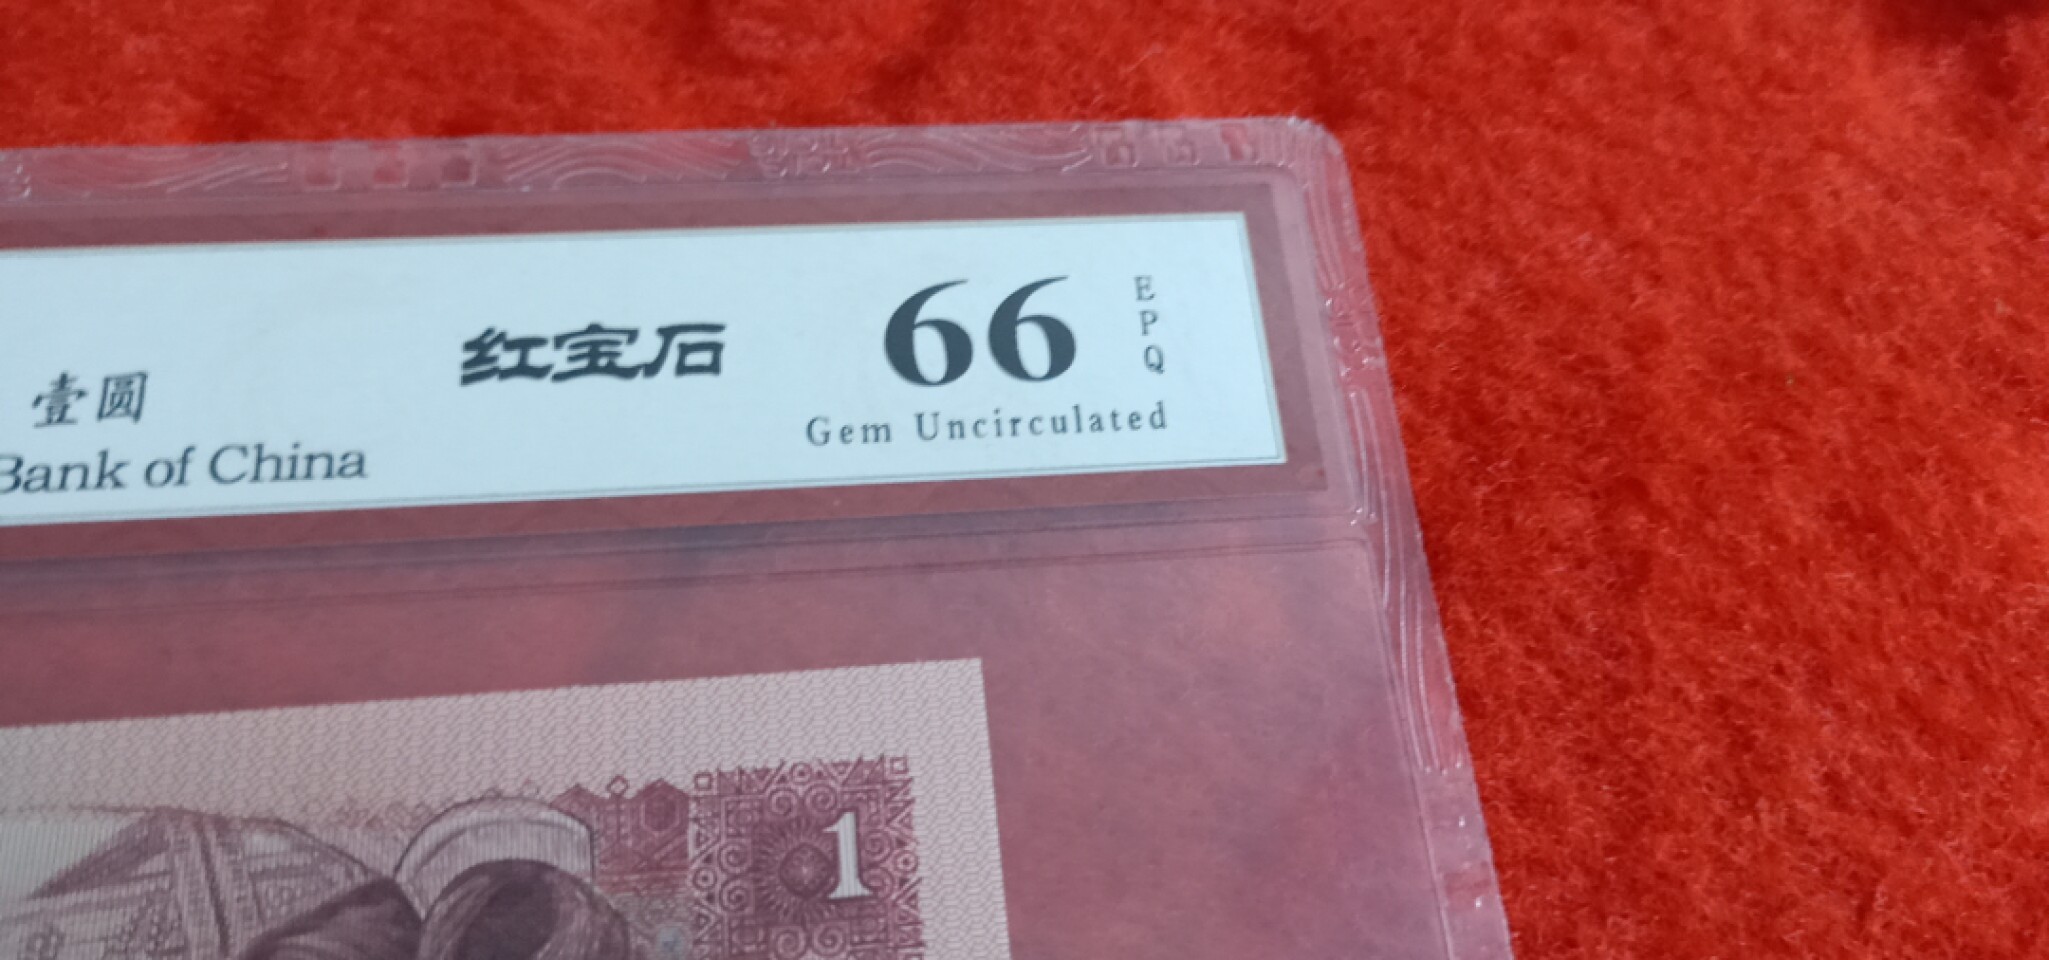 壹圆
Bank of China
红宝石
66
EPQ
Gem Uncirculated
1